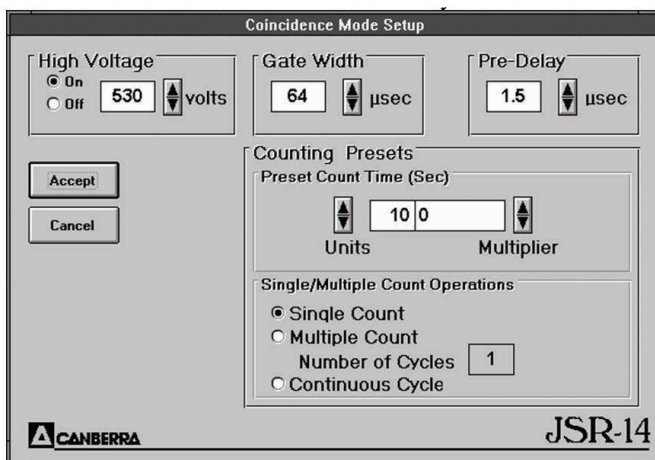 Coincidence Mode Setup
High Voltage
On
Off
530
volts
Gate Width
64
µsec
Pre-Delay
1.5
µsec
Accept
Cancel
Counting Presets
Preset Count Time (Sec)
10 0
Units
Multiplier
Single/Multiple Count Operations
Single Count
Multiple Count
Number of Cycles 1
Continuous Cycle
CANBERRA
JSR-14